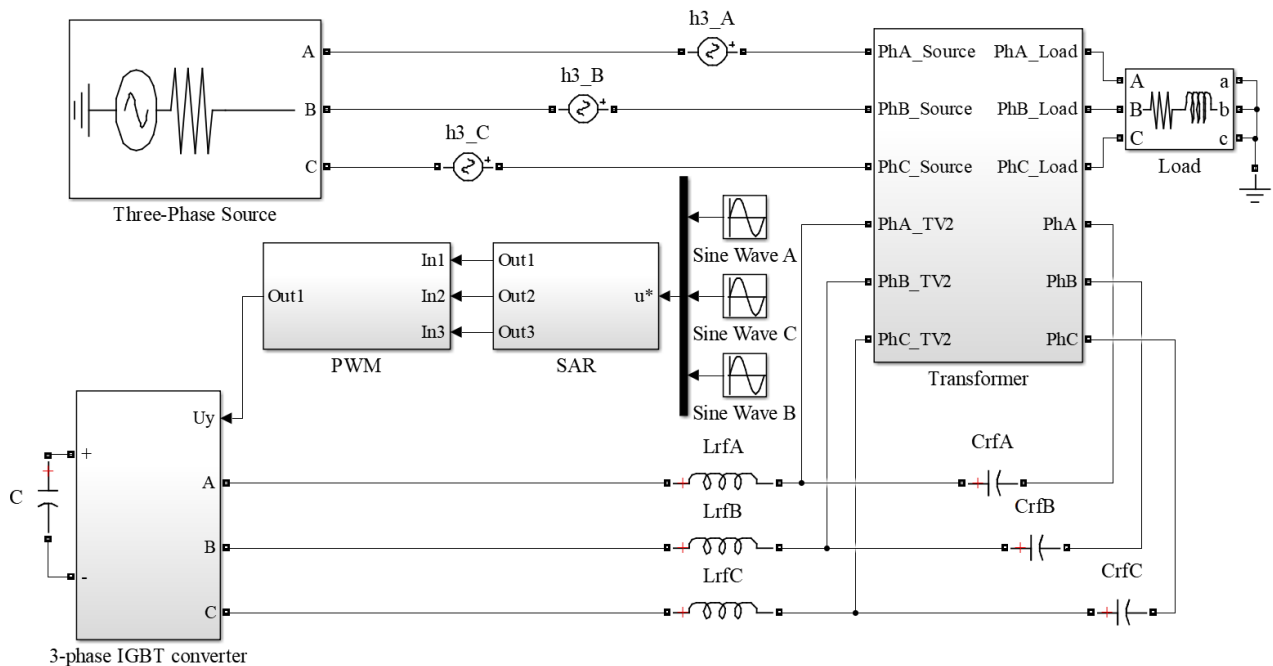 h3_A
h3_B
h3_C
A
B
C
Three-Phase Source
PhA_Source
PhB_Source
PhC_Source
PhA_TV2
PhB_TV2
PhC_TV2
PhA_Load
PhB_Load
PhC_Load
PhA
PhB
PhC
Transformer
A
B
C
a
b
c
Load
Sine Wave A
Sine Wave C
Sine Wave B
Out1
In1
In2
In3
PWM
Out1
Out2
Out3
u*
SAR
Uy
+
-
A
B
C
C
3-phase IGBT converter
LrfA
LrfB
LrfC
CrfA
CrfB
CrfC